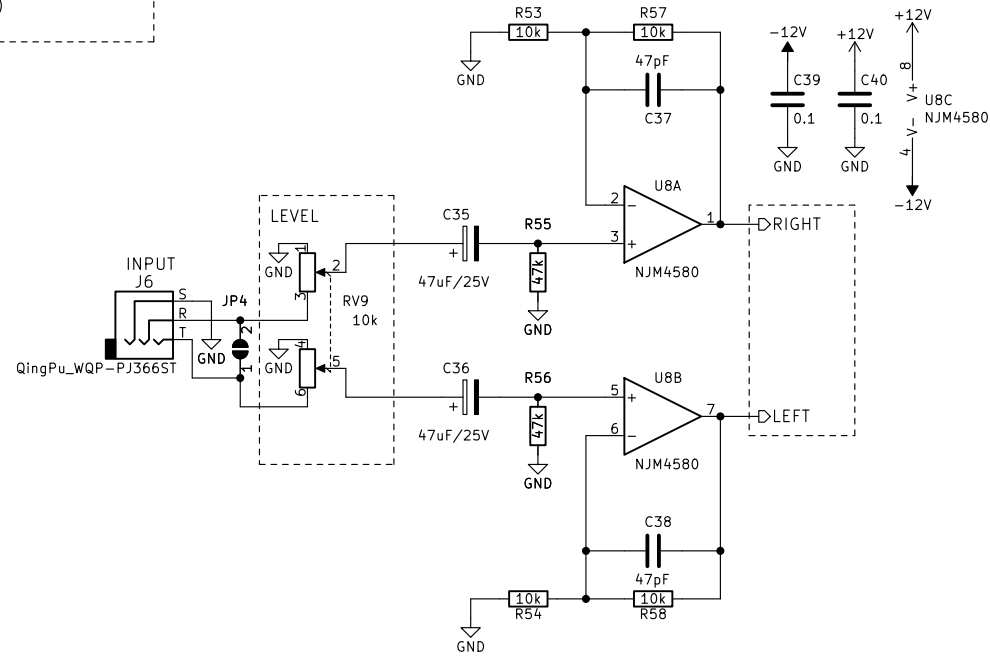 )
R53
10k
GND
R57
10k
47pF
C37
-12V
C39
0.1
GND
+12V
C40
0.1
GND
+12V
8
V+
V-
4
-12V
U8C
NJM4580
U8A
2
-
3
+
1
NJM4580
RIGHT
LEVEL
1
GND
2
3
RV9
10k
4
GND
5
6
C35
+
47uF/25V
R55
47k
GND
INPUT
J6
S
R
T
GND
QingPu_WQP-PJ366ST
JP4
2
1
C36
+
47uF/25V
R56
47k
GND
U8B
5
+
6
-
7
NJM4580
LEFT
C38
47pF
10k
R54
GND
10k
R58